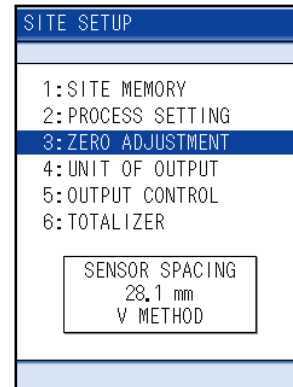 SITE SETUP
1:SITE MEMORY
2:PROCESS SETTING
3:ZERO ADJUSTMENT
4:UNIT OF OUTPUT
5:OUTPUT CONTROL
6:TOTALIZER
SENSOR SPACING
28.1 mm
V METHOD